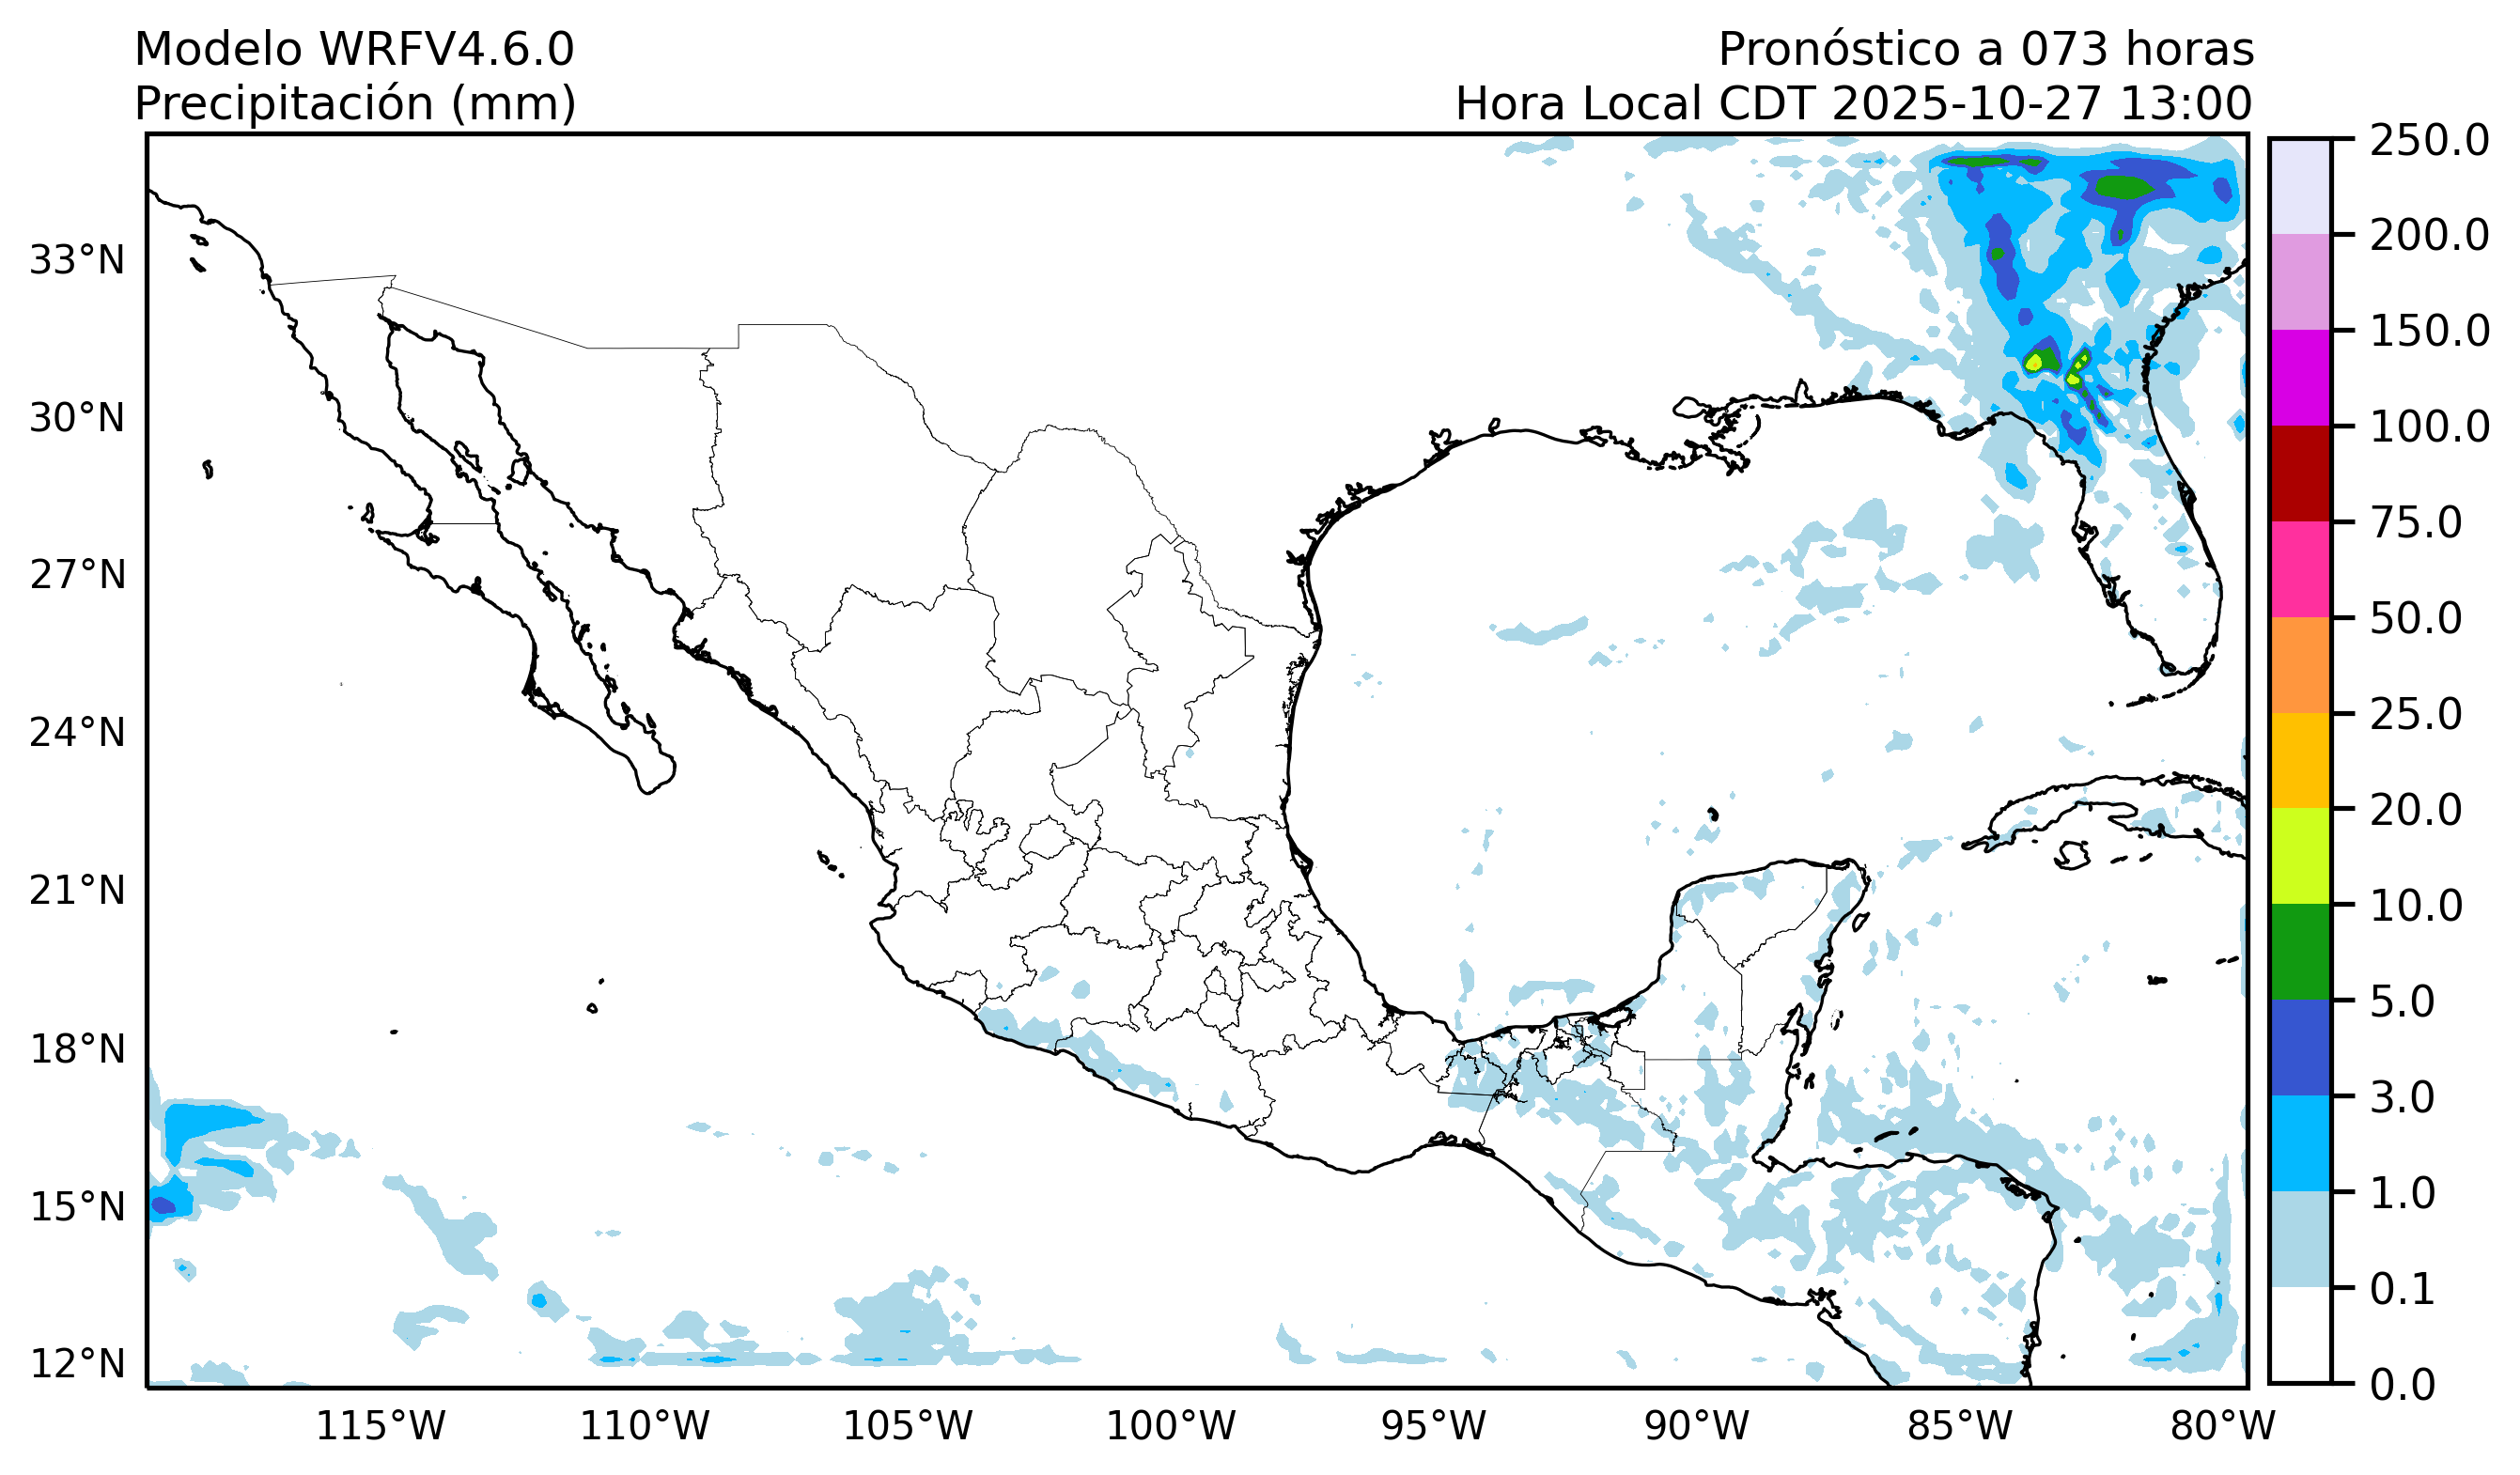 Modelo WRFV4.6.0
Precipitación (mm)
Pronóstico a 073 horas
Hora Local CDT 2025-10-27 13:00
33°N
30°N
27°N
24°N
21°N
18°N
15°N
12°N
115°W
110°W
105°W
100°W
95°W
90°W
85°W
80°W
250.0
200.0
150.0
100.0
75.0
50.0
25.0
20.0
10.0
5.0
3.0
1.0
0.1
0.0